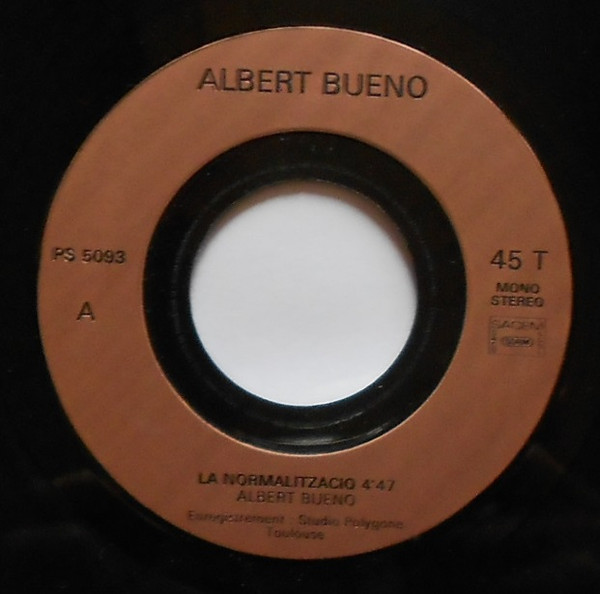 ALBERT BUENO
PS 5093
A
45 T
MONO
STEREO
SACEM
LA NORMALITZACIO 4'47
ALBERT BUENO
Enregistrement : Studio Polygone
Toulouse